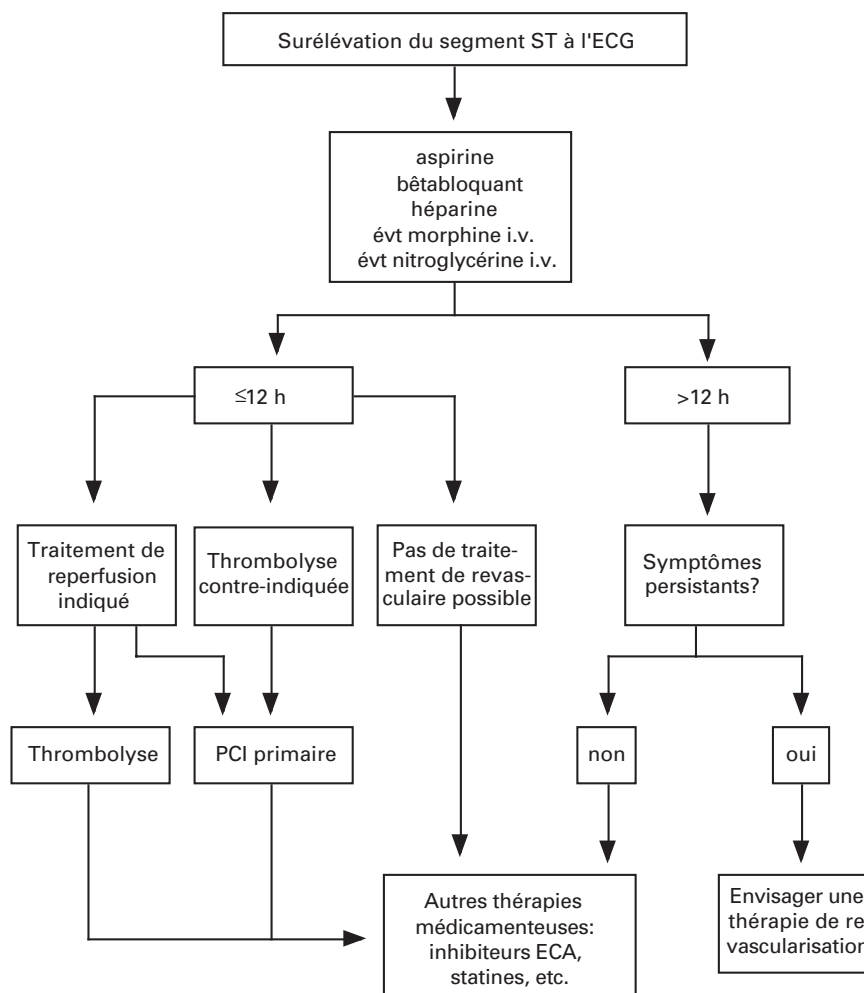 Surélévation du segment ST à l'ECG
aspirine
bêtabloquant
héparine
évt morphine i.v.
évt nitroglycérine i.v.
≤12 h
>12 h
Traitement de
reperfusion
indiqué
Thrombolyse
contre-indiquée
Pas de traite-
ment de revas-
culaire possible
Symptômes
persistants?
Thrombolyse
PCI primaire
non
oui
Autres thérapies
médicamenteuses:
inhibiteurs ECA,
statines, etc.
Envisager une
thérapie de re
vascularisation